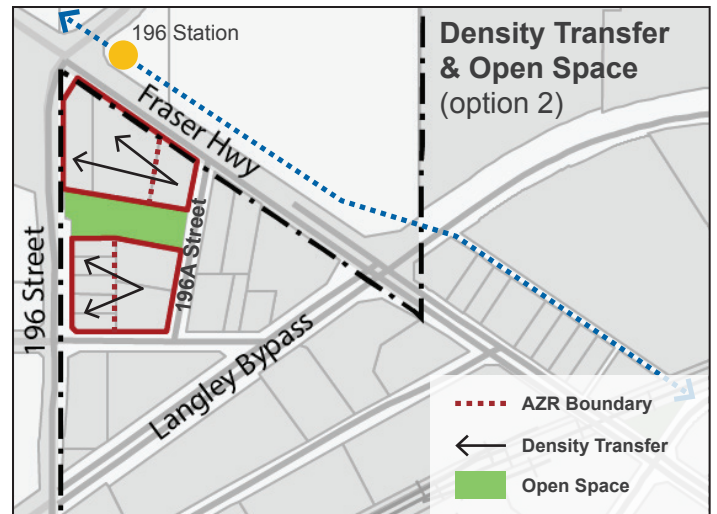 196 Station
Density Transfer
& Open Space
(option 2)
Fraser Hwy
196 Street
196A Street
Langley Bypass
AZR Boundary
Density Transfer
Open Space